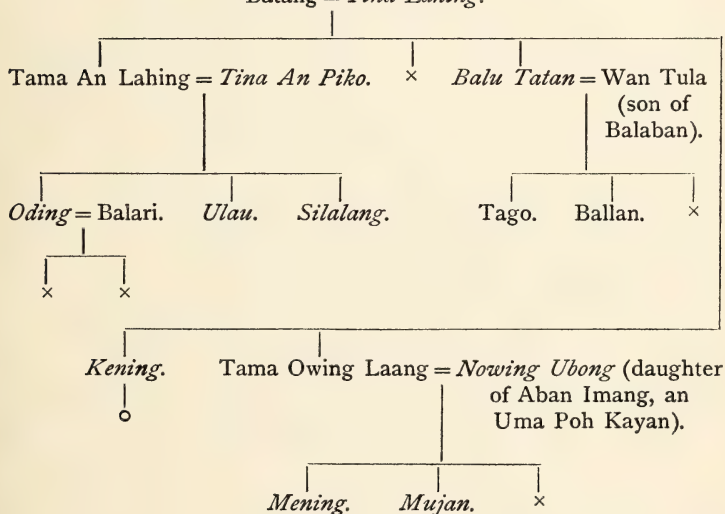 Tama An Lahing = Tina An Piko. × Balu Tatan = Wan Tula
(son of
Balaban).
Oding = Balari. Ulau. Silalang. Tago. Ballan. ×
× ×
Kening. Tama Owing Laang = Nowing Ubong (daughter
of Aban Imang, an
Uma Poh Kayan).
Mening. Mujan. ×